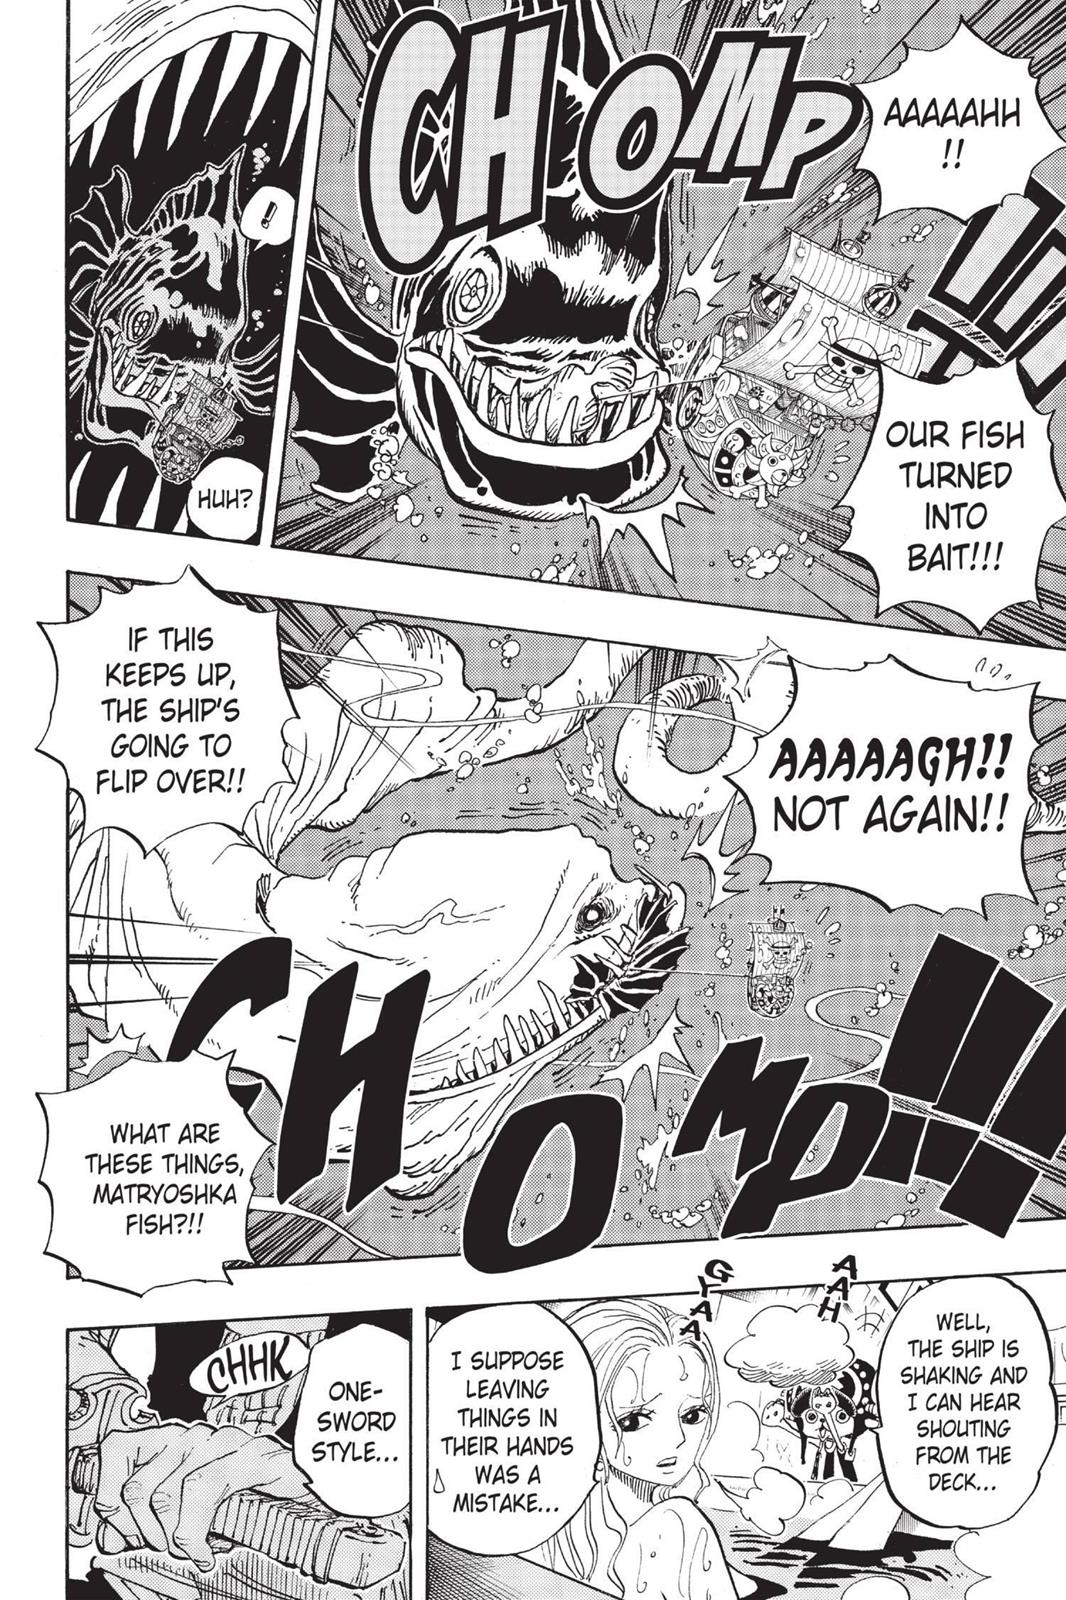 AAAAAHH
!!
OUR FISH
TURNED
INTO
BAIT!!!
CHOMP
!
HUH?
AAAAAGH!!
NOT AGAIN!!
IF THIS
KEEPS UP,
THE SHIP'S
GOING TO
FLIP OVER!!
CHOMP!!!
WHAT ARE
THESE THINGS,
MATRYOSHKA
FISH?!!
WELL,
THE SHIP IS
SHAKING AND
I CAN HEAR
SHOUTING
FROM THE
DECK...
AAH
GYAA
I SUPPOSE
LEAVING
THINGS IN
THEIR HANDS
WAS A
MISTAKE...
ONE-
SWORD
STYLE...
CHHK